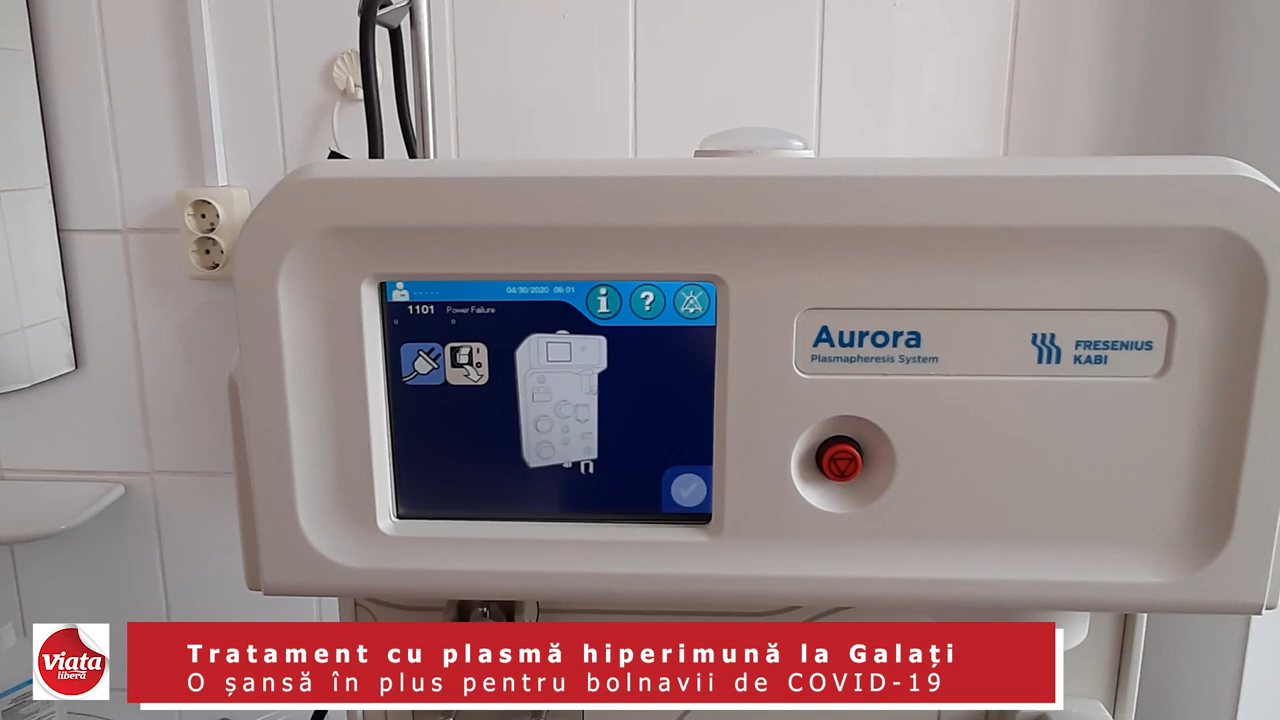 04/30/2020 06:01
1101 Power Failure
Aurora
Plasmapheresis System
FRESENIUS
KABI
Tratament cu plasmă hiperimună la Galați
O șansă în plus pentru bolnavii de COVID-19
Viața
liberă